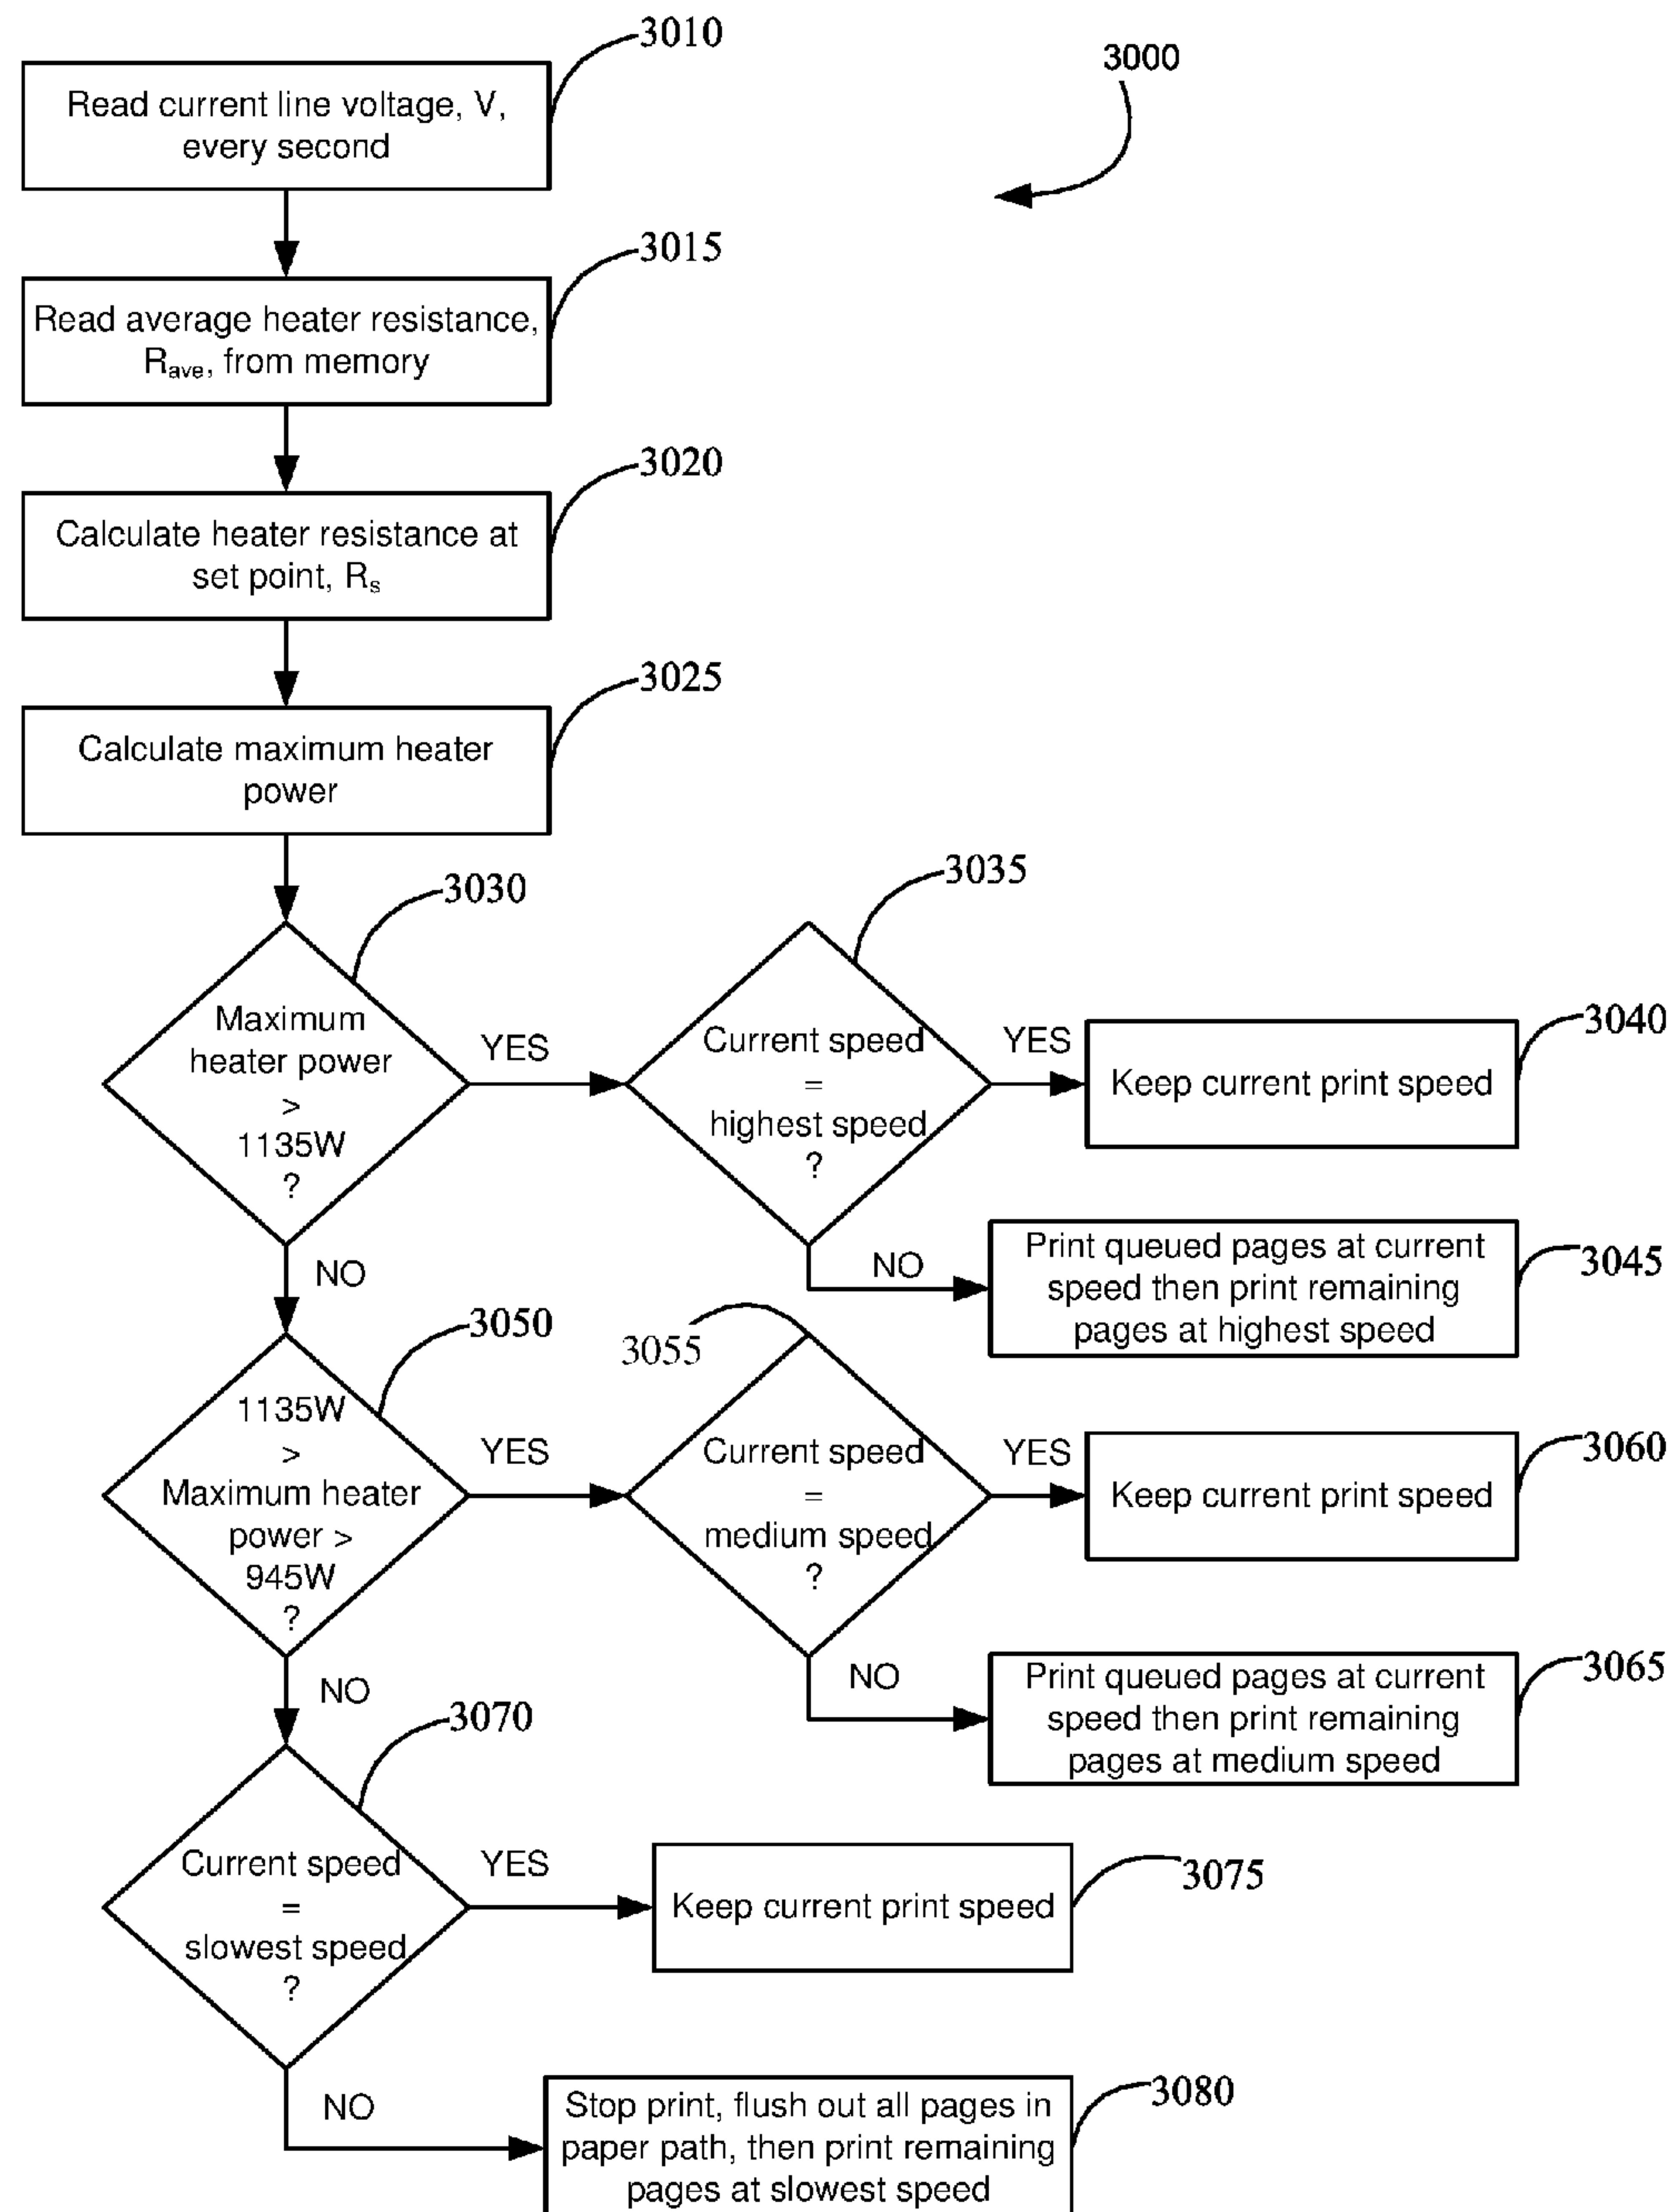 3010
3000
Read current line voltage, V,
every second
3015
Read average heater resistance,
Rave, from memory
3020
Calculate heater resistance at
set point, Rs
3025
Calculate maximum heater
power
3030
Maximum
heater power
>
1135W
?
YES
3035
Current speed
=
highest speed
?
YES
3040
Keep current print speed
NO
3045
Print queued pages at current
speed then print remaining
pages at highest speed
NO
3050
1135W
>
Maximum heater
power >
945W
?
YES
3055
Current speed
=
medium speed
?
YES
3060
Keep current print speed
NO
3065
Print queued pages at current
speed then print remaining
pages at medium speed
NO
3070
Current speed
=
slowest speed
?
YES
3075
Keep current print speed
NO
3080
Stop print, flush out all pages in
paper path, then print remaining
pages at slowest speed